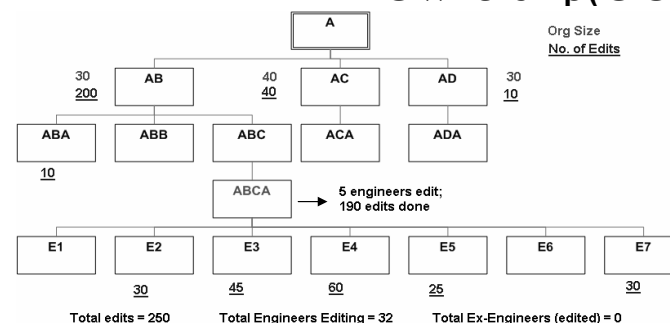 A
Org Size
No. of Edits
30
200
AB
40
40
AC
AD
30
10
ABA
ABB
ABC
ACA
ADA
10
ABCA
5 engineers edit;
190 edits done
E1
E2
E3
E4
E5
E6
E7
30
45
60
25
30
Total edits = 250
Total Engineers Editing = 32
Total Ex-Engineers (edited) = 0